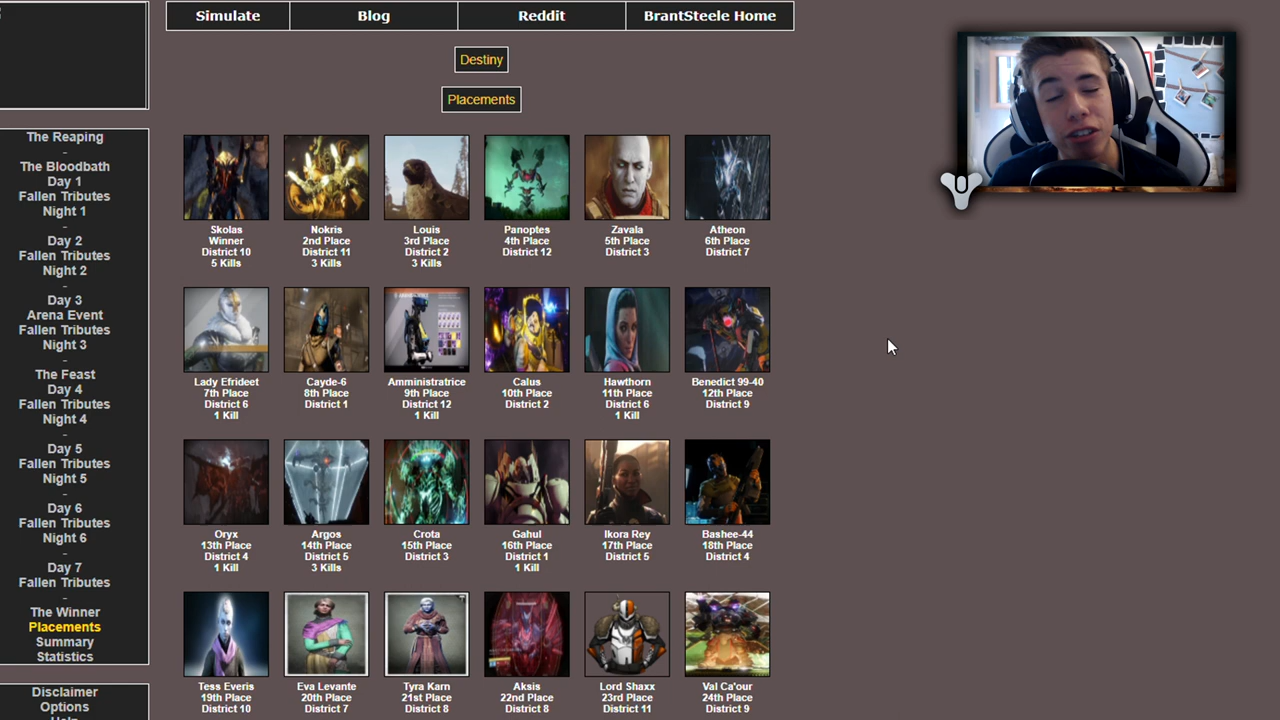 Simulate
Blog
Reddit
BrantSteele Home
Destiny
Placements
The Reaping
-
The Bloodbath
Day 1
Fallen Tributes
Night 1
-
Day 2
Fallen Tributes
Night 2
-
Day 3
Arena Event
Fallen Tributes
Night 3
-
The Feast
Day 4
Fallen Tributes
Night 4
-
Day 5
Fallen Tributes
Night 5
-
Day 6
Fallen Tributes
Night 6
-
Day 7
Fallen Tributes
-
The Winner
Placements
Summary
Statistics
Disclaimer
Options
Skolas
Winner
District 10
5 Kills
Nokris
2nd Place
District 11
3 Kills
Louis
3rd Place
District 2
3 Kills
Panoptes
4th Place
District 12
Zavala
5th Place
District 3
Atheon
6th Place
District 7
Lady Efrideet
7th Place
District 6
1 Kill
Cayde-6
8th Place
District 1
Amministratrice
9th Place
District 12
1 Kill
Calus
10th Place
District 2
Hawthorn
11th Place
District 6
1 Kill
Benedict 99-40
12th Place
District 9
Oryx
13th Place
District 4
1 Kill
Argos
14th Place
District 5
3 Kills
Crota
15th Place
District 3
Gahul
16th Place
District 1
1 Kill
Ikora Rey
17th Place
District 5
Bashee-44
18th Place
District 4
Tess Everis
19th Place
District 10
Eva Levante
20th Place
District 7
Tyra Karn
21st Place
District 8
Aksis
22nd Place
District 8
Lord Shaxx
23rd Place
District 11
Val Ca'our
24th Place
District 9